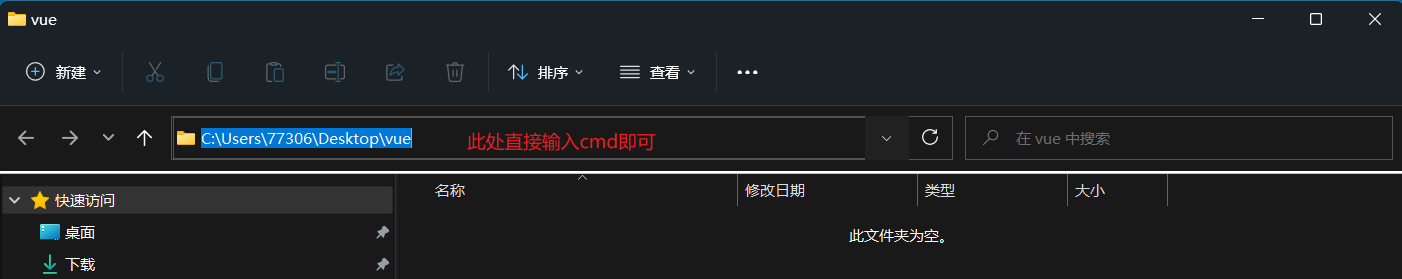 vue
新建
排序
查看
C:\Users\77306\Desktop\vue
此处直接输入cmd即可
在 vue 中搜索
快速访问
名称
修改日期
类型
大小
桌面
此文件夹为空。
下载